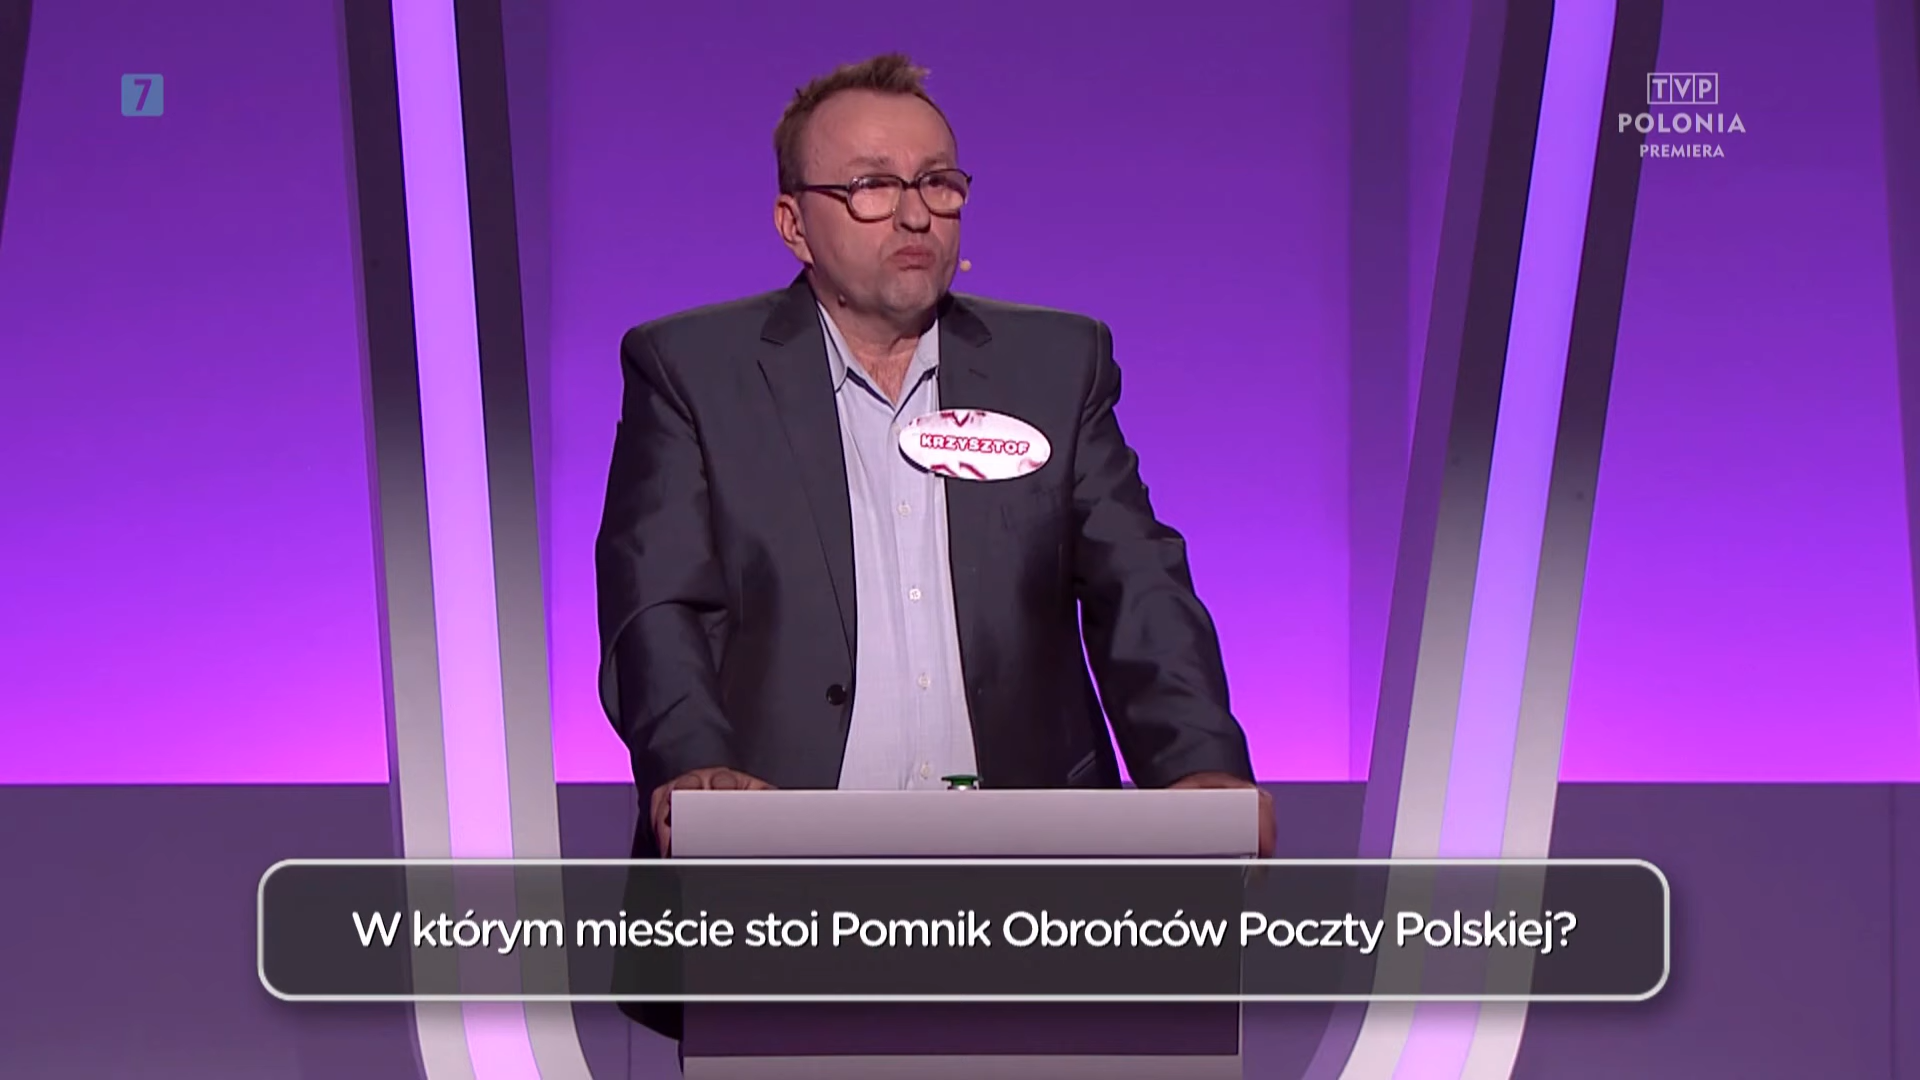 7
TVP
POLONIA
PREMIERA
KRZYSZTOF
W którym mieście stoi Pomnik Obrońców Poczty Polskiej?